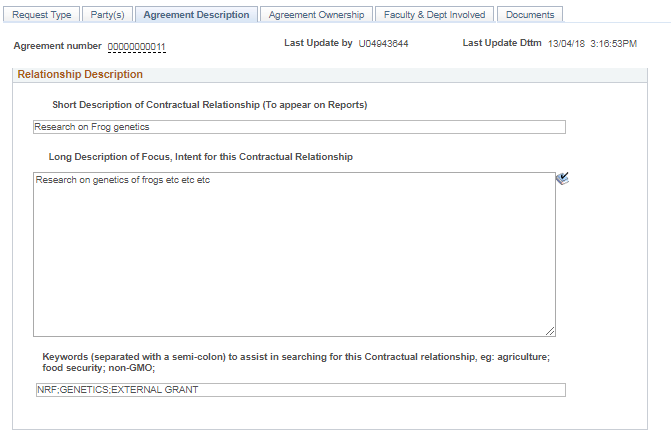 Request Type Party(s) Agreement Description Agreement Ownership Faculty & Dept Involved Documents
Agreement number 00000000011 Last Update by U04943644 Last Update Dttm 13/04/18 3:16:53PM
Relationship Description
Short Description of Contractual Relationship (To appear on Reports)
Research on Frog genetics
Long Description of Focus, Intent for this Contractual Relationship
Research on genetics of frogs etc etc etc
Keywords (separated with a semi-colon) to assist in searching for this Contractual relationship, eg: agriculture;
food security; non-GMO;
NRF;GENETICS;EXTERNAL GRANT